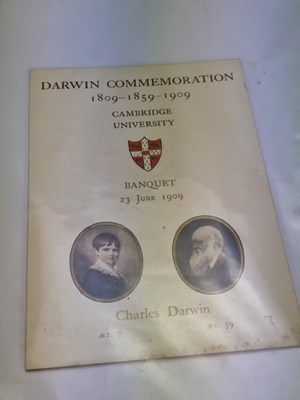 DARWIN COMMEMORATION
1809–1859–1909
CAMBRIDGE
UNIVERSITY
BANQUET
23 JUNE 1909
Charles Darwin
ÆT. 7
ÆT. 59